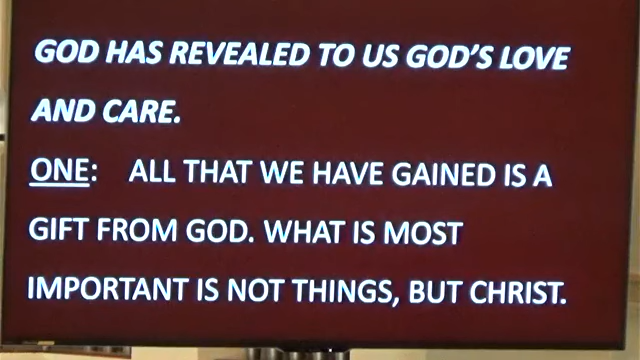 GOD HAS REVEALED TO US GOD'S LOVE
AND CARE.
ONE: ALL THAT WE HAVE GAINED IS A
GIFT FROM GOD. WHAT IS MOST
IMPORTANT IS NOT THINGS, BUT CHRIST.